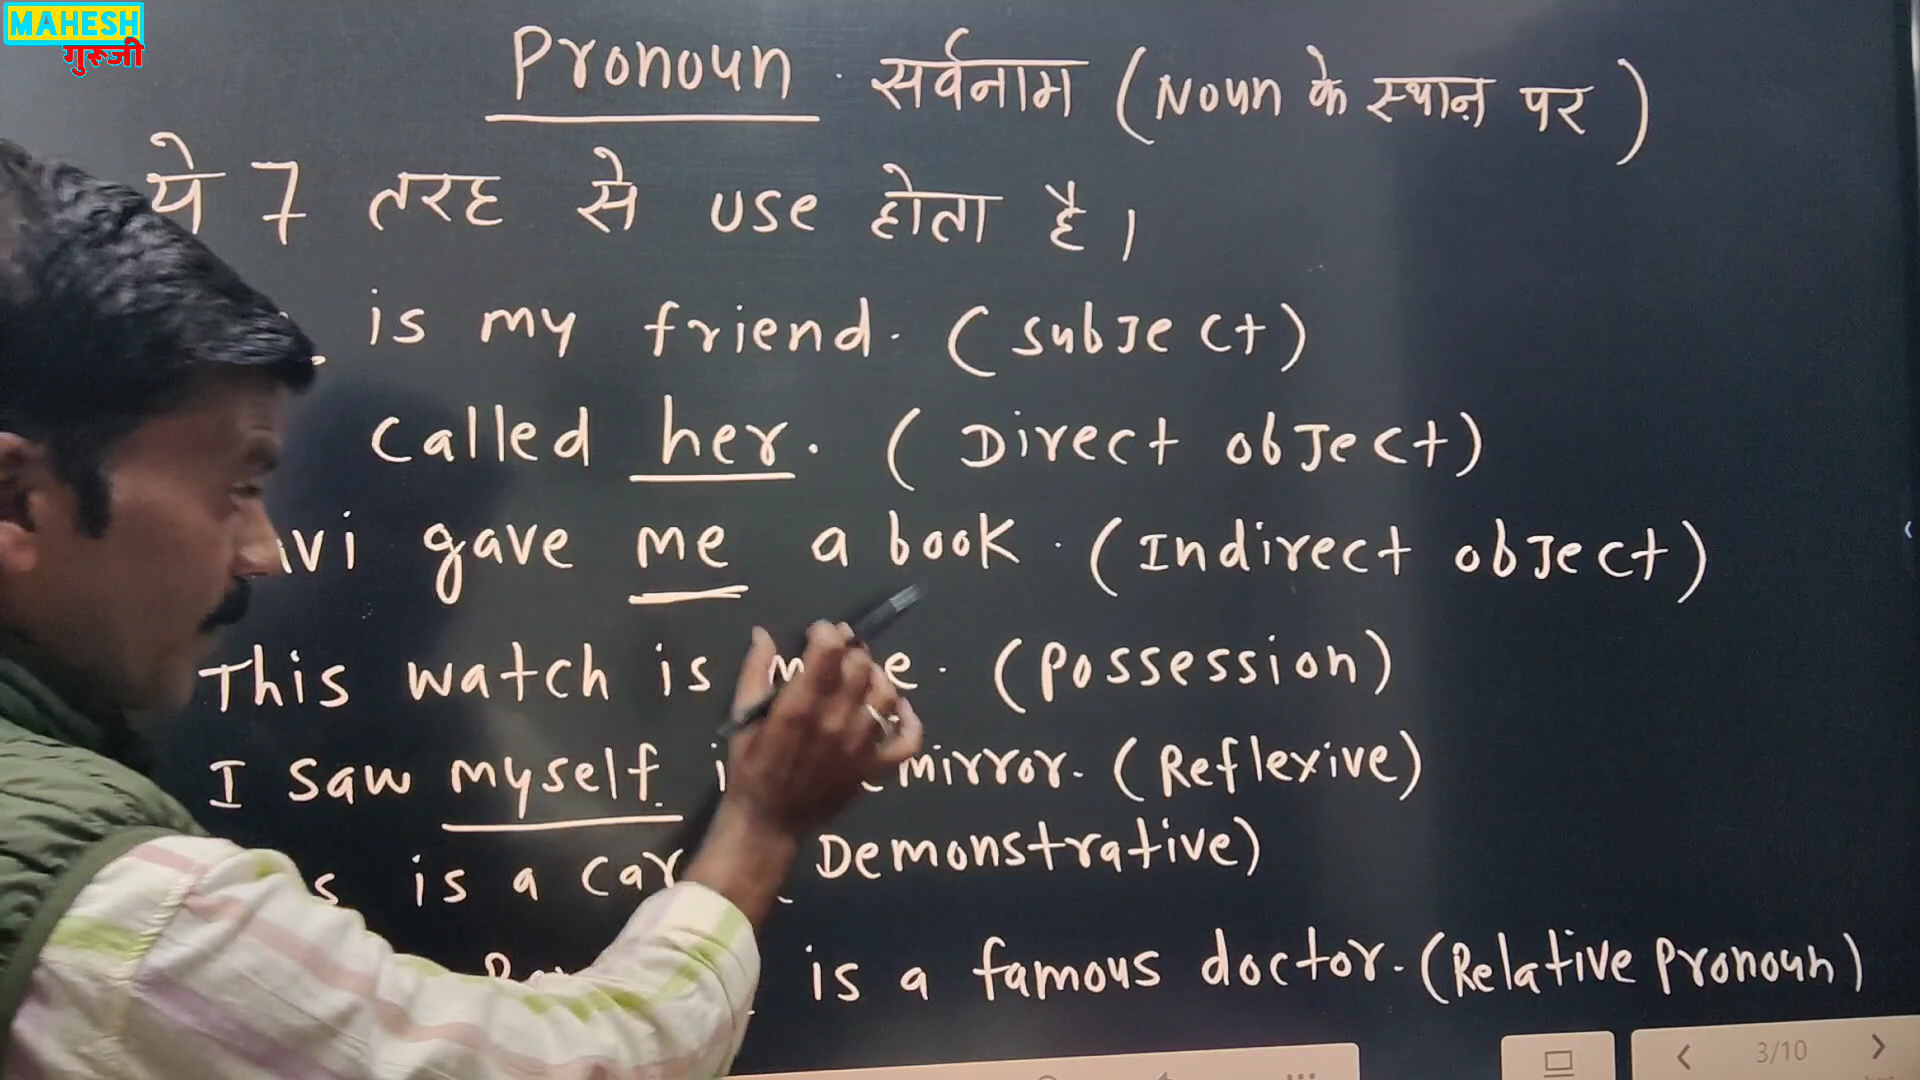 MAHESH
गुरूजी
Pronoun . सर्वनाम (Noun के स्थान पर)
ये 7 तरह से use होता है।
is my friend. (subject)
called her. (Direct object)
gave me a book. (Indirect object)
This watch is (possession)
I saw myself mirror. (Reflexive)
is a car (Demonstrative)
is a famous doctor. (Relative pronoun)
3/10